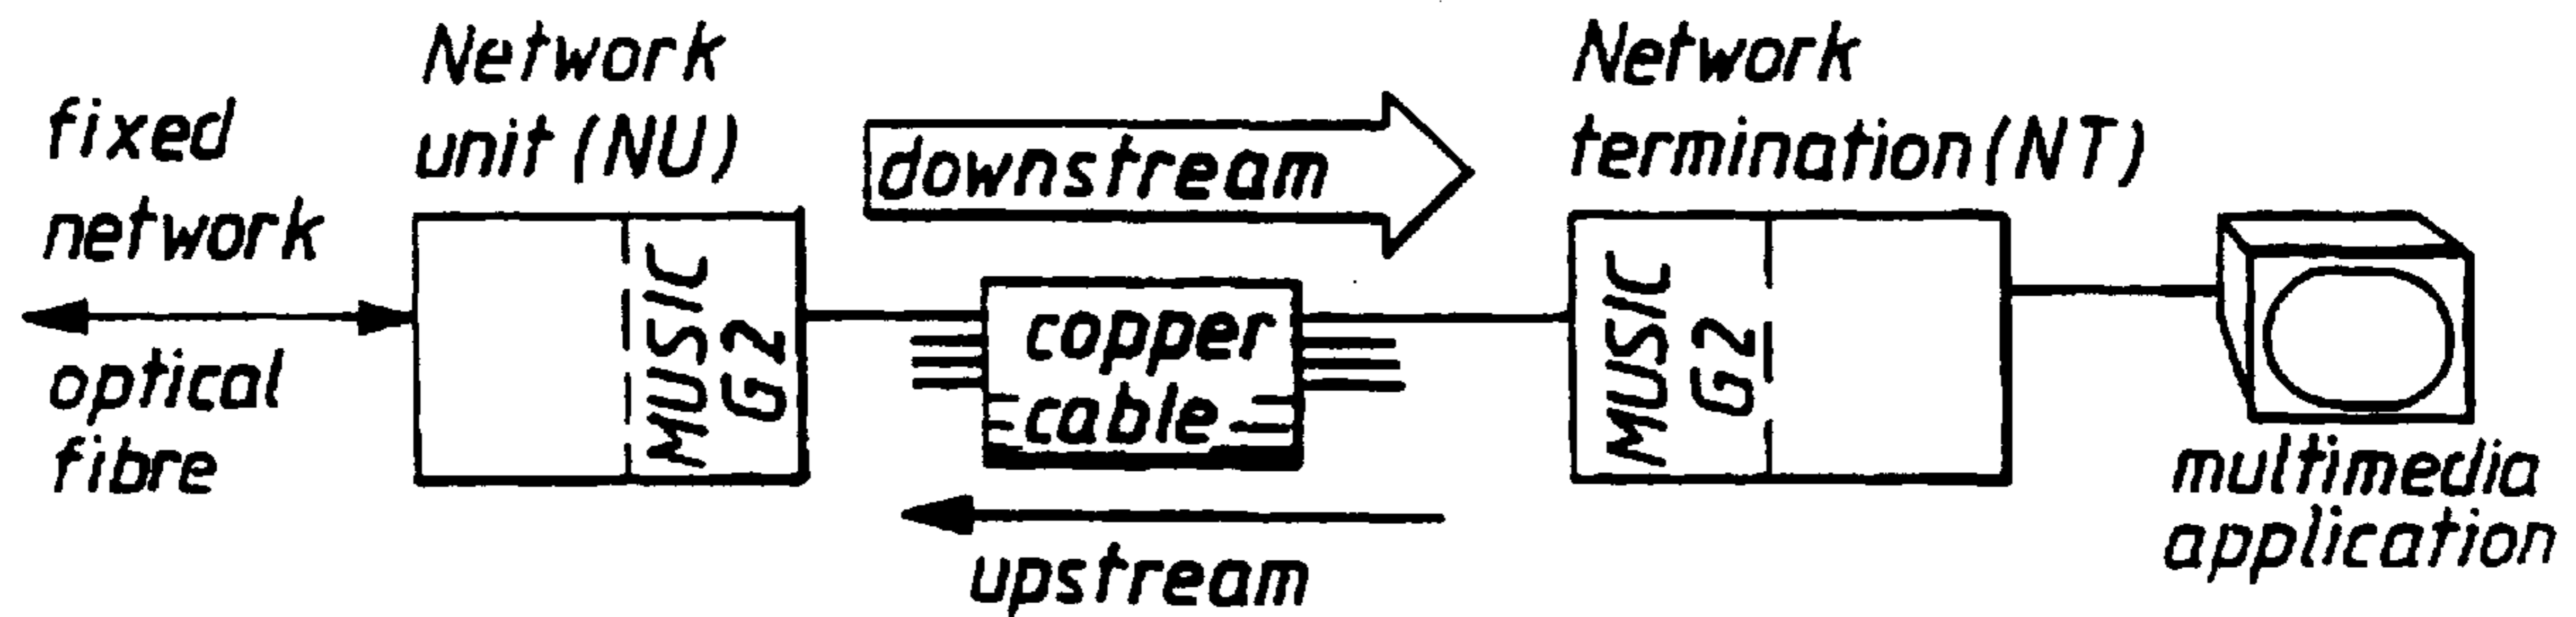 fixed
network
optical
fibre
Network
unit (NU)
MUSIC
G2
downstream
copper
cable
upstream
Network
termination (NT)
MUSIC
G2
multimedia
application